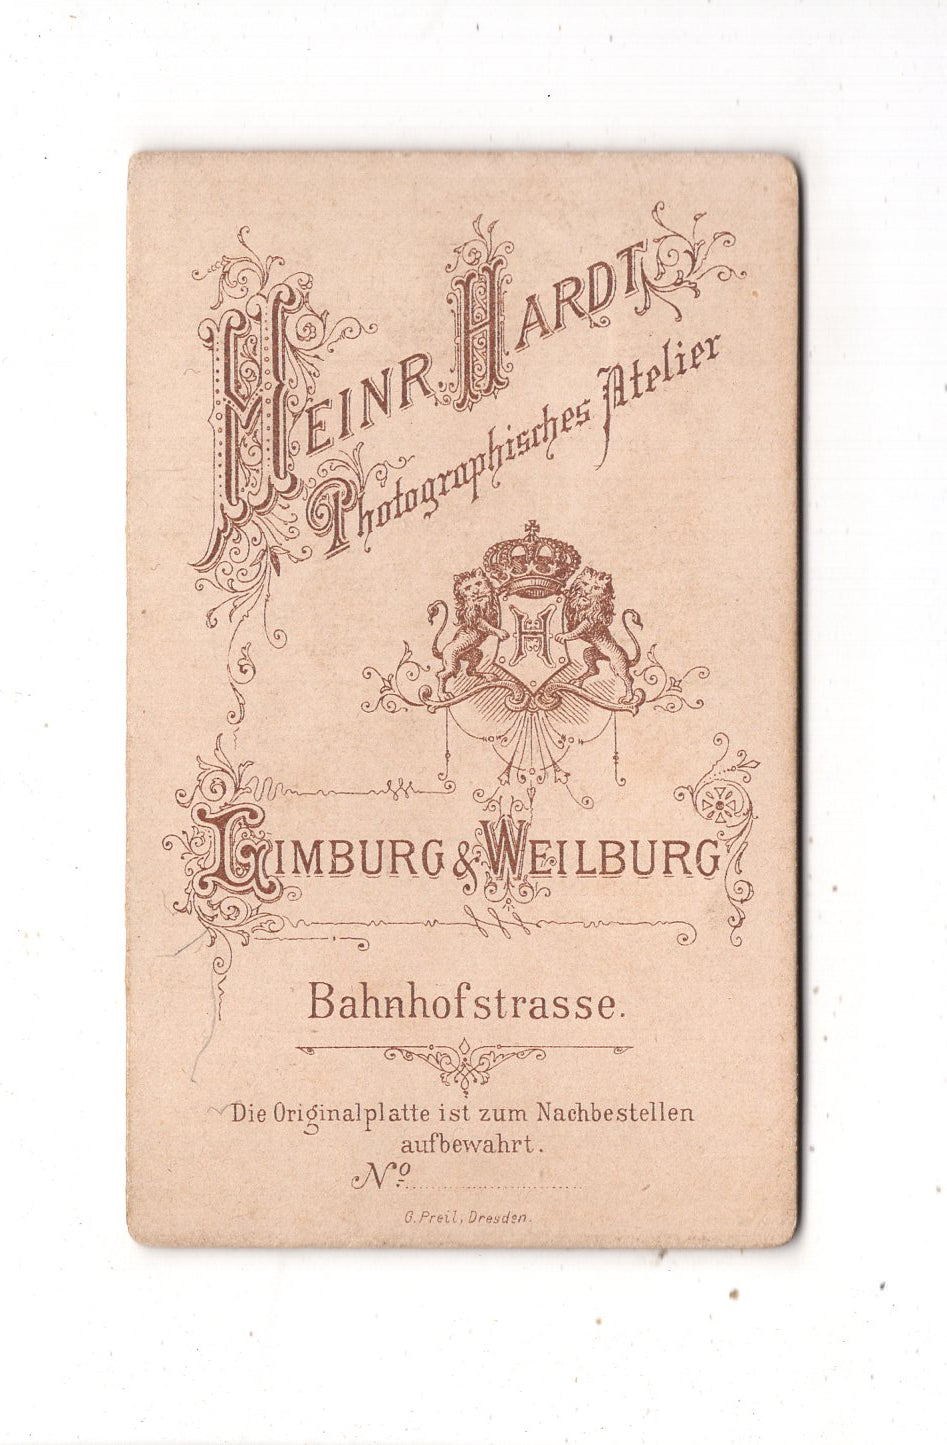 HEINR. HARDT
Photographisches Atelier
H
LIMBURG & WEILBURG
Bahnhofstrasse.
Die Originalplatte ist zum Nachbestellen
aufbewahrt.
No.
G. Preil, Dresden.